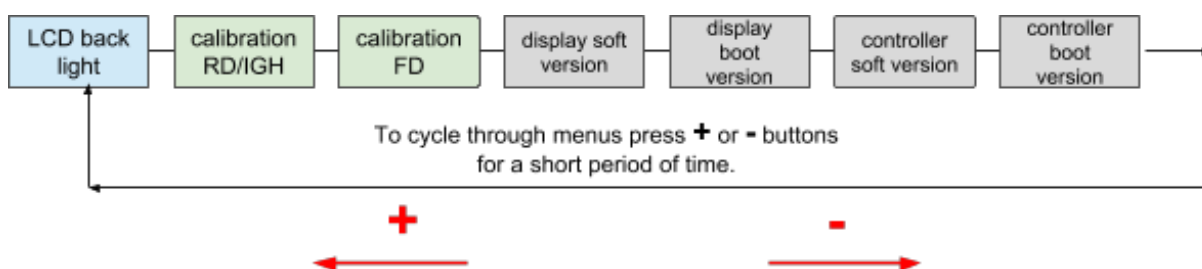 LCD back
light
calibration
RD/IGH
calibration
FD
display soft
version
display
boot
version
controller
soft version
controller
boot
version
To cycle through menus press + or - buttons
for a short period of time.
+
-